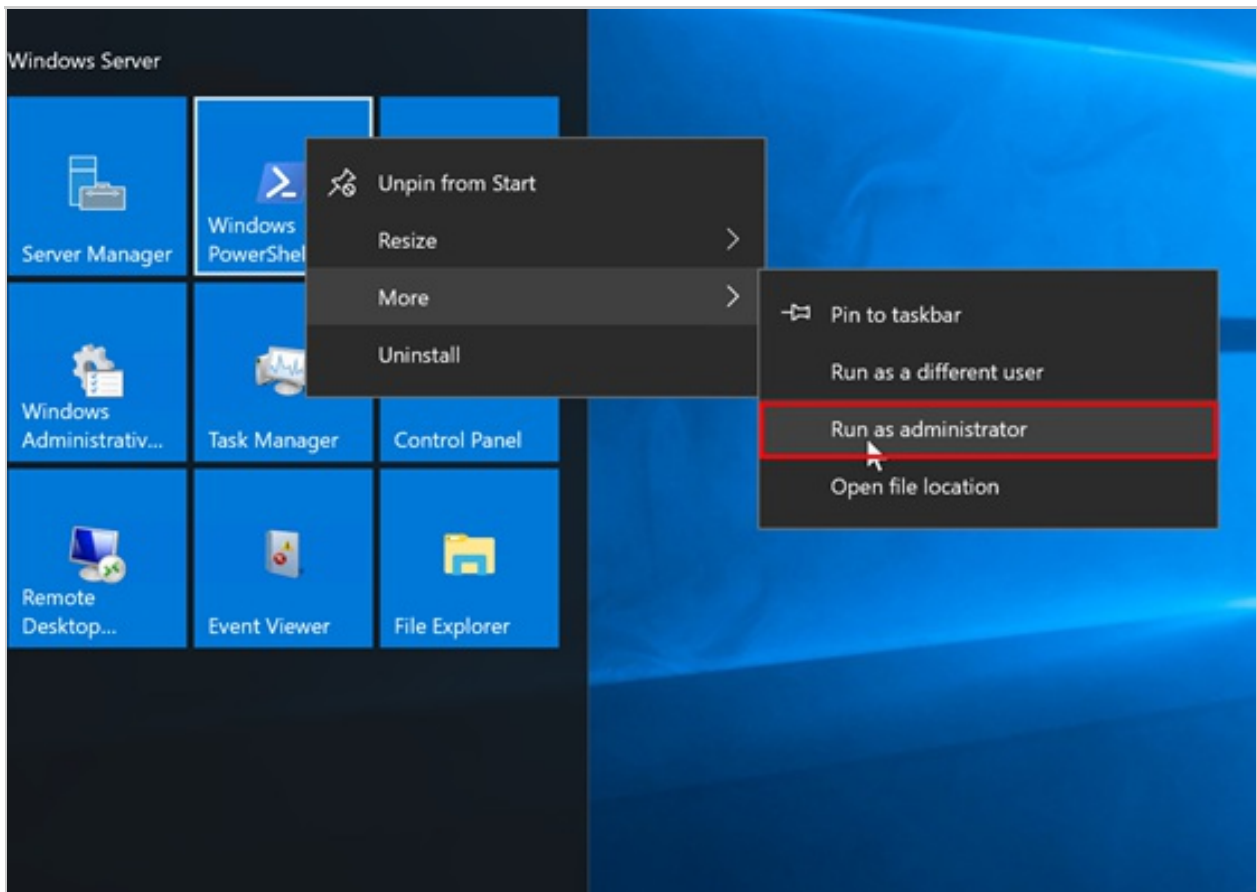 Windows Server
Server Manager
Windows
PowerShel
Unpin from Start
Resize
More
Uninstall
Pin to taskbar
Run as a different user
Run as administrator
Open file location
Windows
Administrativ...
Task Manager
Control Panel
Remote
Desktop...
Event Viewer
File Explorer